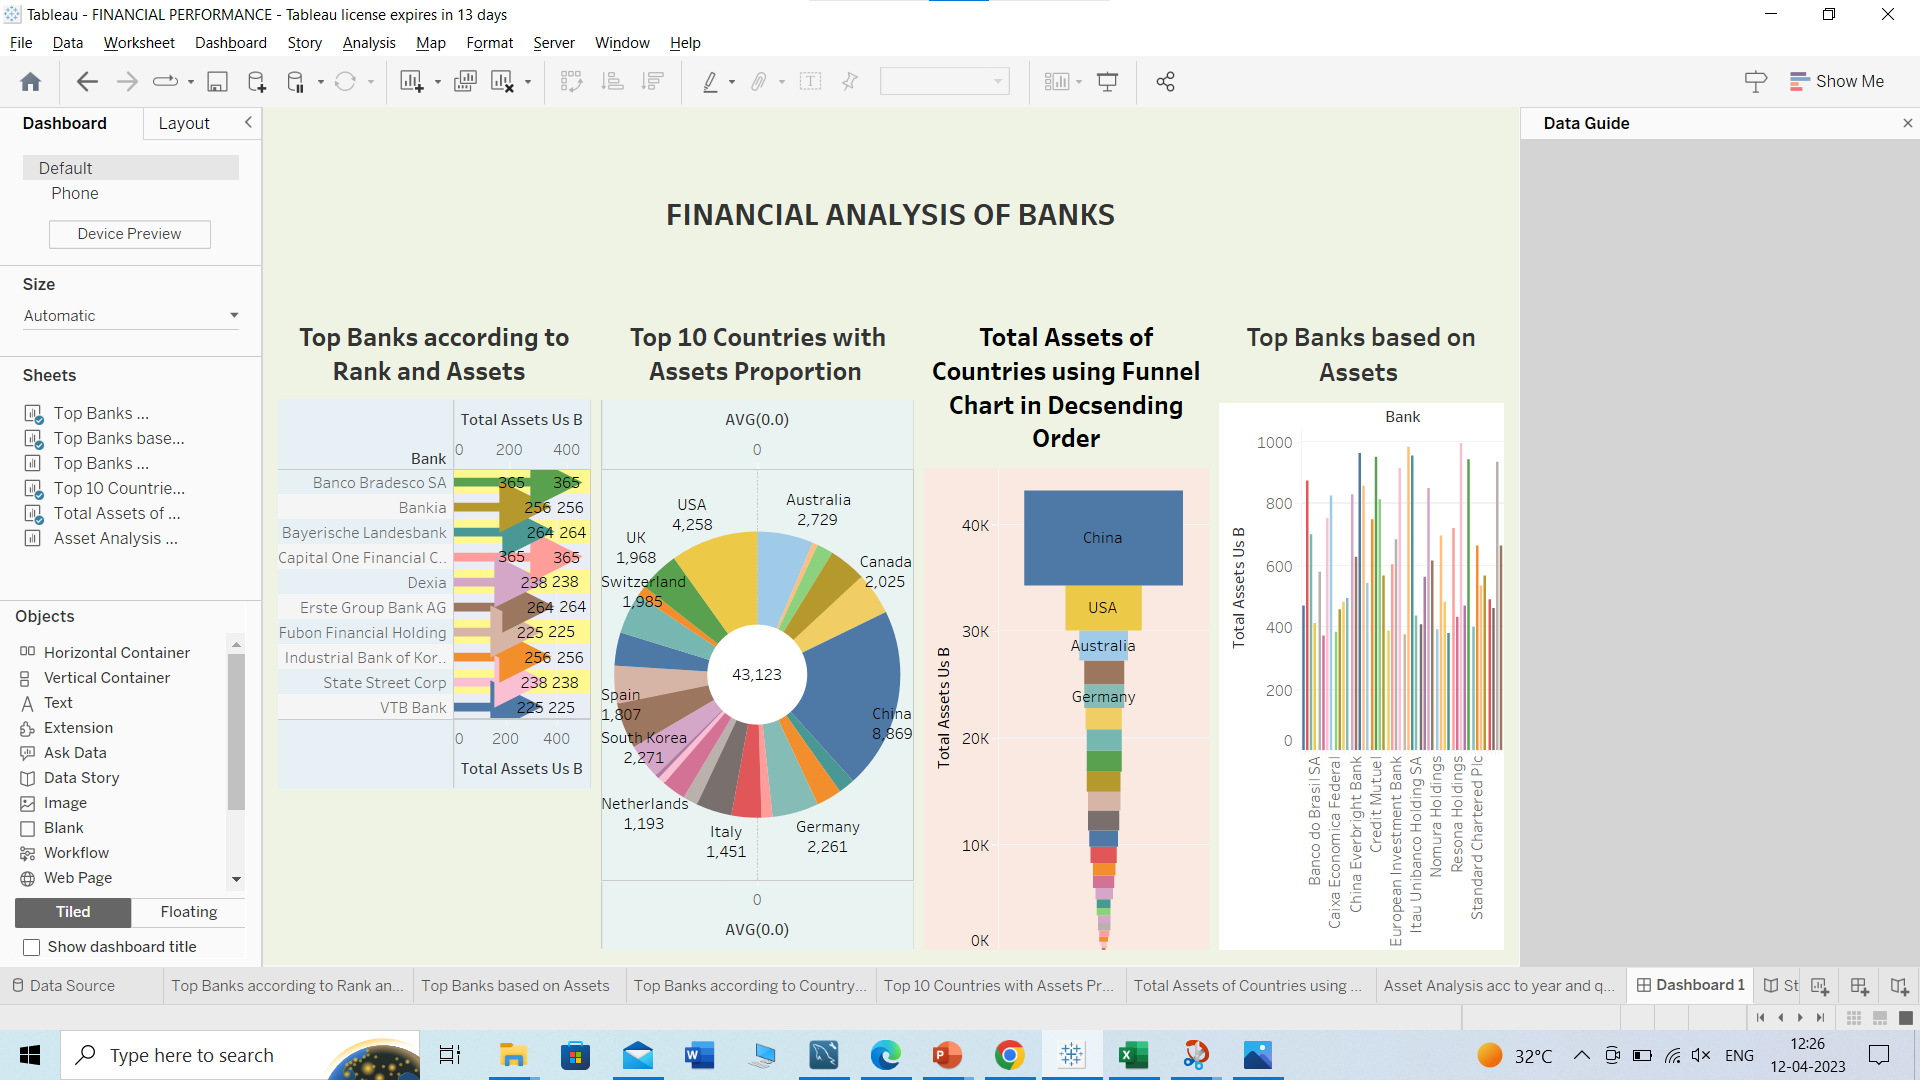 Tableau - FINANCIAL PERFORMANCE - Tableau license expires in 13 days
File Data Worksheet Dashboard Story Analysis Map Format Server Window Help
Show Me
Dashboard Layout
Default
Phone
Device Preview
Size
Automatic
Sheets
Top Banks ...
Top Banks base...
Top Banks ...
Top 10 Countrie...
Total Assets of ...
Asset Analysis ...
Objects
Horizontal Container
Vertical Container
Text
Extension
Ask Data
Data Story
Image
Blank
Workflow
Web Page
Tiled Floating
Show dashboard title
FINANCIAL ANALYSIS OF BANKS
Top Banks according to
Rank and Assets
Total Assets Us B
0 200 400
Bank
Banco Bradesco SA 365 365
Bankia 256 256
Bayerische Landesbank 264 264
Capital One Financial C.. 365 365
Dexia 238 238
Erste Group Bank AG 264 264
Fubon Financial Holding 225 225
Industrial Bank of Kor.. 256 256
State Street Corp 238 238
VTB Bank 225 225
0 200 400
Total Assets Us B
Top 10 Countries with
Assets Proportion
AVG(0.0)
0
USA
4,258
Australia
2,729
UK
1,968
Canada
2,025
Switzerland
1,985
43,123
Spain
1,807
China
8,869
South Korea
2,271
Netherlands
1,193
Italy
1,451
Germany
2,261
0
AVG(0.0)
Total Assets of
Countries using Funnel
Chart in Decsending
Order
Total Assets Us B
40K
30K
20K
10K
0K
China
USA
Australia
Germany
Top Banks based on
Assets
Bank
Total Assets Us B
1000
800
600
400
200
0
Banco do Brasil SA
Caixa Economica Federal
China Everbright Bank
Credit Mutuel
European Investment Bank
Itau Unibanco Holding SA
Nomura Holdings
Resona Holdings
Standard Chartered Plc
Data Guide
Data Source Top Banks according to Rank an... Top Banks based on Assets Top Banks according to Country... Top 10 Countries with Assets Pr... Total Assets of Countries using ... Asset Analysis acc to year and q... Dashboard 1 St
Type here to search
32°C ENG
12:26
12-04-2023